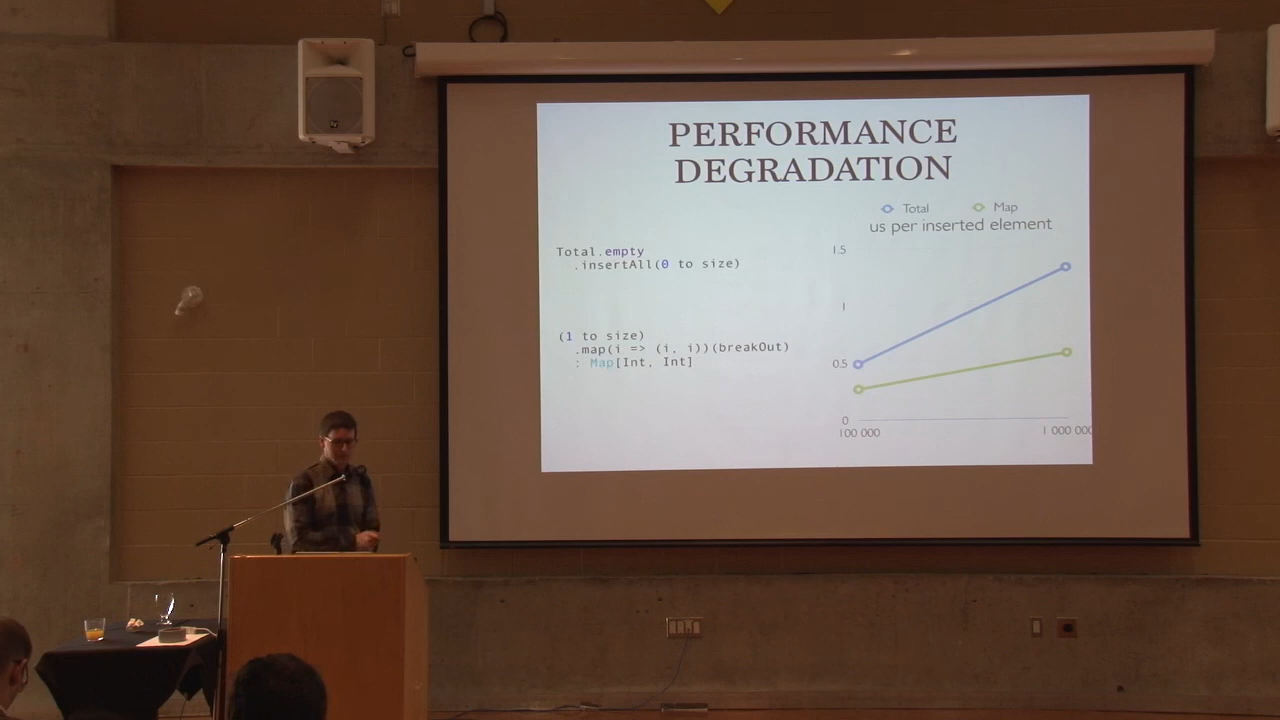 PERFORMANCE
DEGRADATION
Total Map
us per inserted element
Total.empty
.insertAll(0 to size)
(1 to size)
.map(i => (i, i))(breakOut)
: Map[Int, Int]
1.5
1
0.5
0
100 000 1 000 000